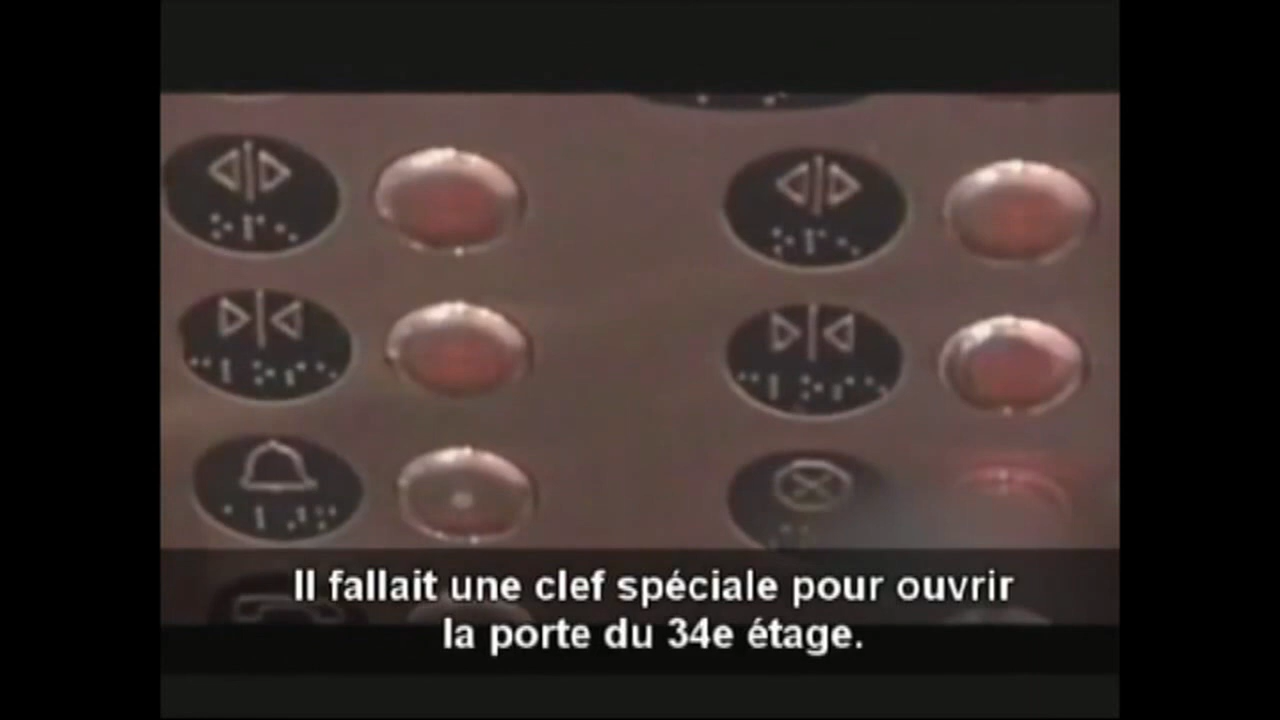 Il fallait une clef spéciale pour ouvrir
la porte du 34e étage.